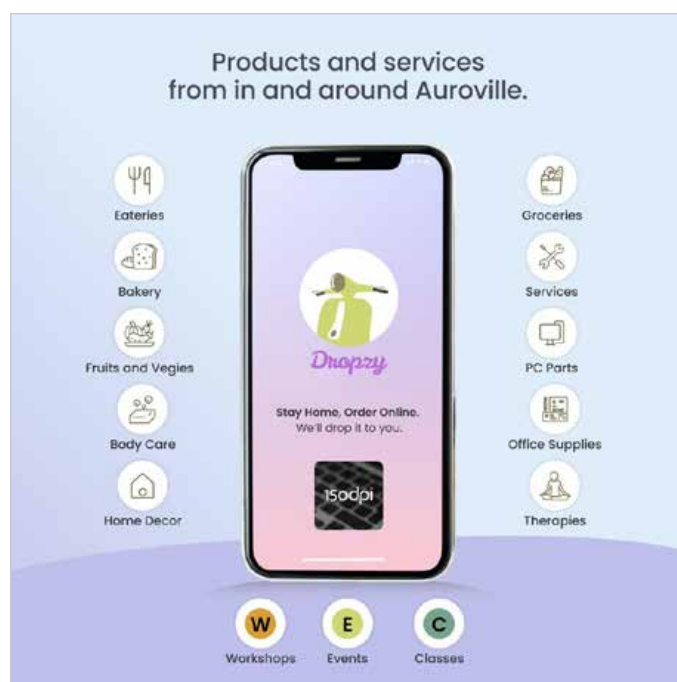 Products and services
from in and around Auroville.
Eateries
Bakery
Fruits and Vegies
Body Care
Home Decor
Dropzy
Stay Home, Order Online.
We'll drop it to you.
150dpi
Groceries
Services
PC Parts
Office Supplies
Therapies
W
E
C
Workshops
Events
Classes